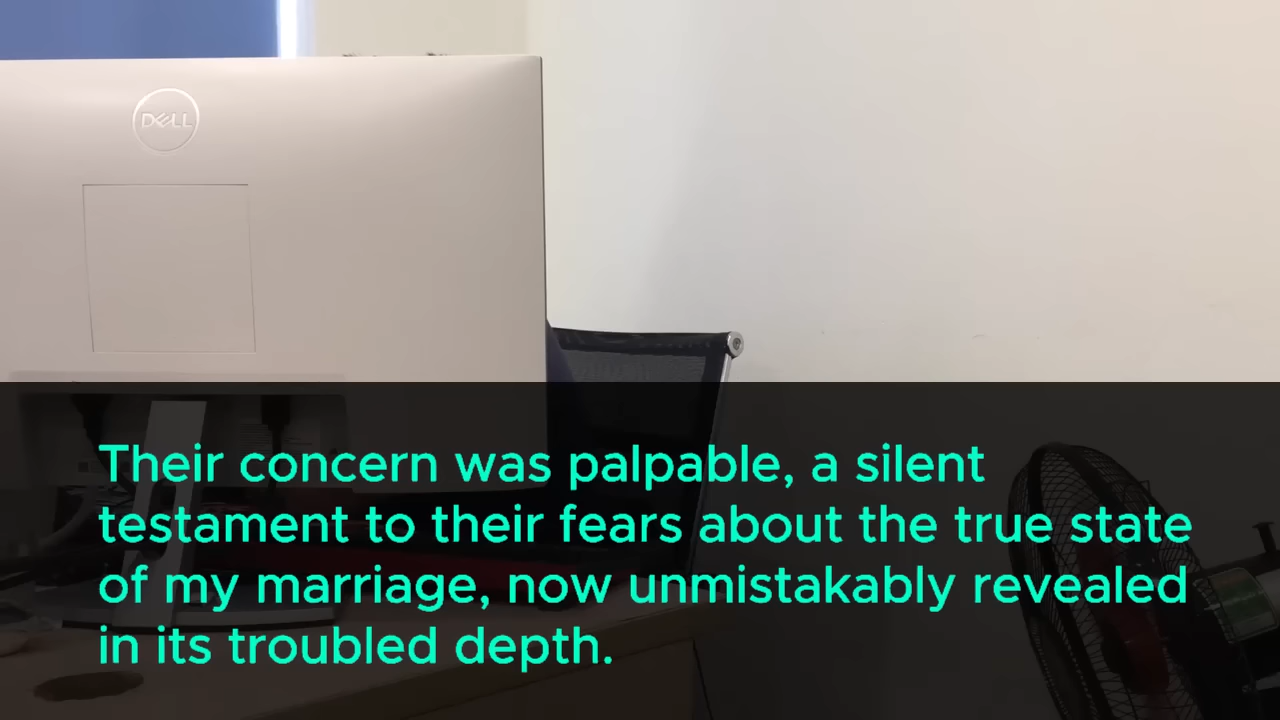 DELL
Their concern was palpable, a silent
testament to their fears about the true state
of my marriage, now unmistakably revealed
in its troubled depth.